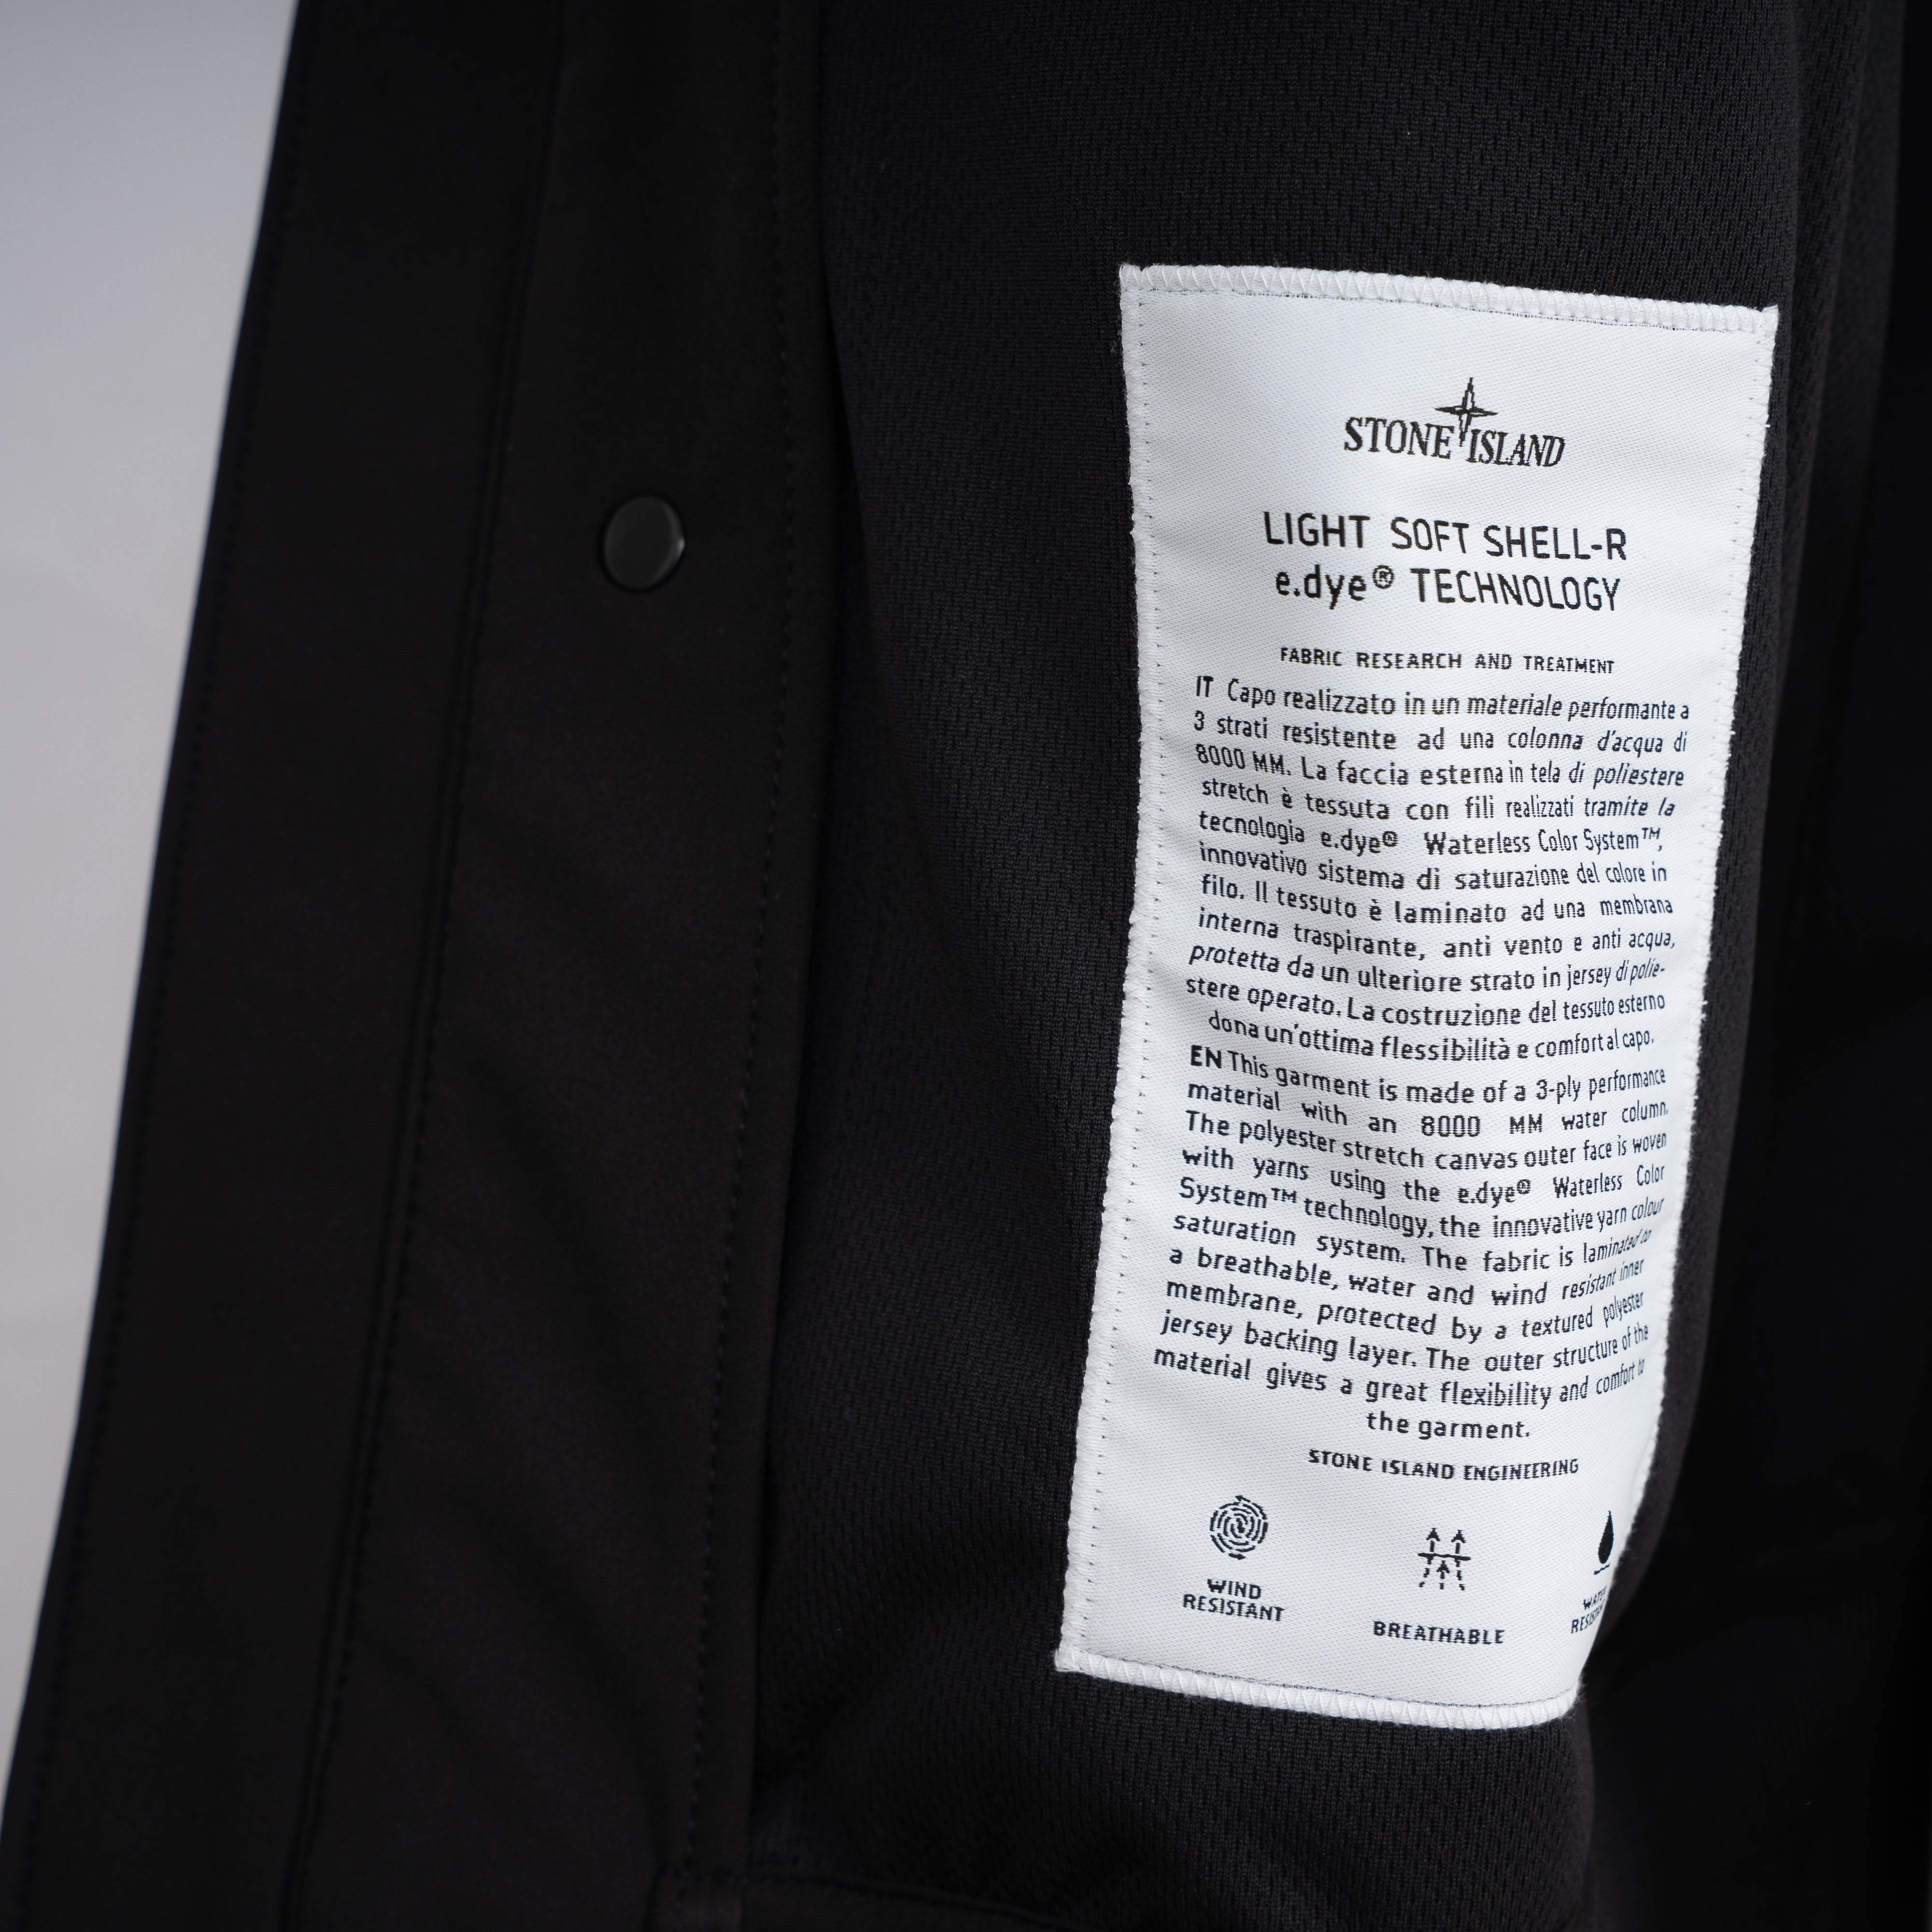 STONE ISLAND
LIGHT SOFT SHELL-R
e.dye® TECHNOLOGY
FABRIC RESEARCH AND TREATMENT
IT Capo realizzato in un materiale performante a
3 strati resistente ad una colonna d'acqua di
8000 MM. La faccia esterna in tela di poliestere
stretch è tessuta con fili realizzati tramite la
tecnologia e.dye® Waterless Color System™,
innovativo sistema di saturazione del colore in
filo. Il tessuto è laminato ad una membrana
interna traspirante, anti vento e anti acqua,
protetta da un ulteriore strato in jersey di polie-
stere operato. La costruzione del tessuto esterno
dona un'ottima flessibilità e comfort al capo.
EN This garment is made of a 3-ply performance
material with an 8000 MM water column.
The polyester stretch canvas outer face is woven
with yarns using the e.dye® Waterless Color
System™ technology, the innovative yarn colour
saturation system. The fabric is laminated to
a breathable, water and wind resistant inner
membrane, protected by a textured polyester
jersey backing layer. The outer structure of the
material gives a great flexibility and comfort to
the garment.
STONE ISLAND ENGINEERING
WIND
RESISTANT
BREATHABLE